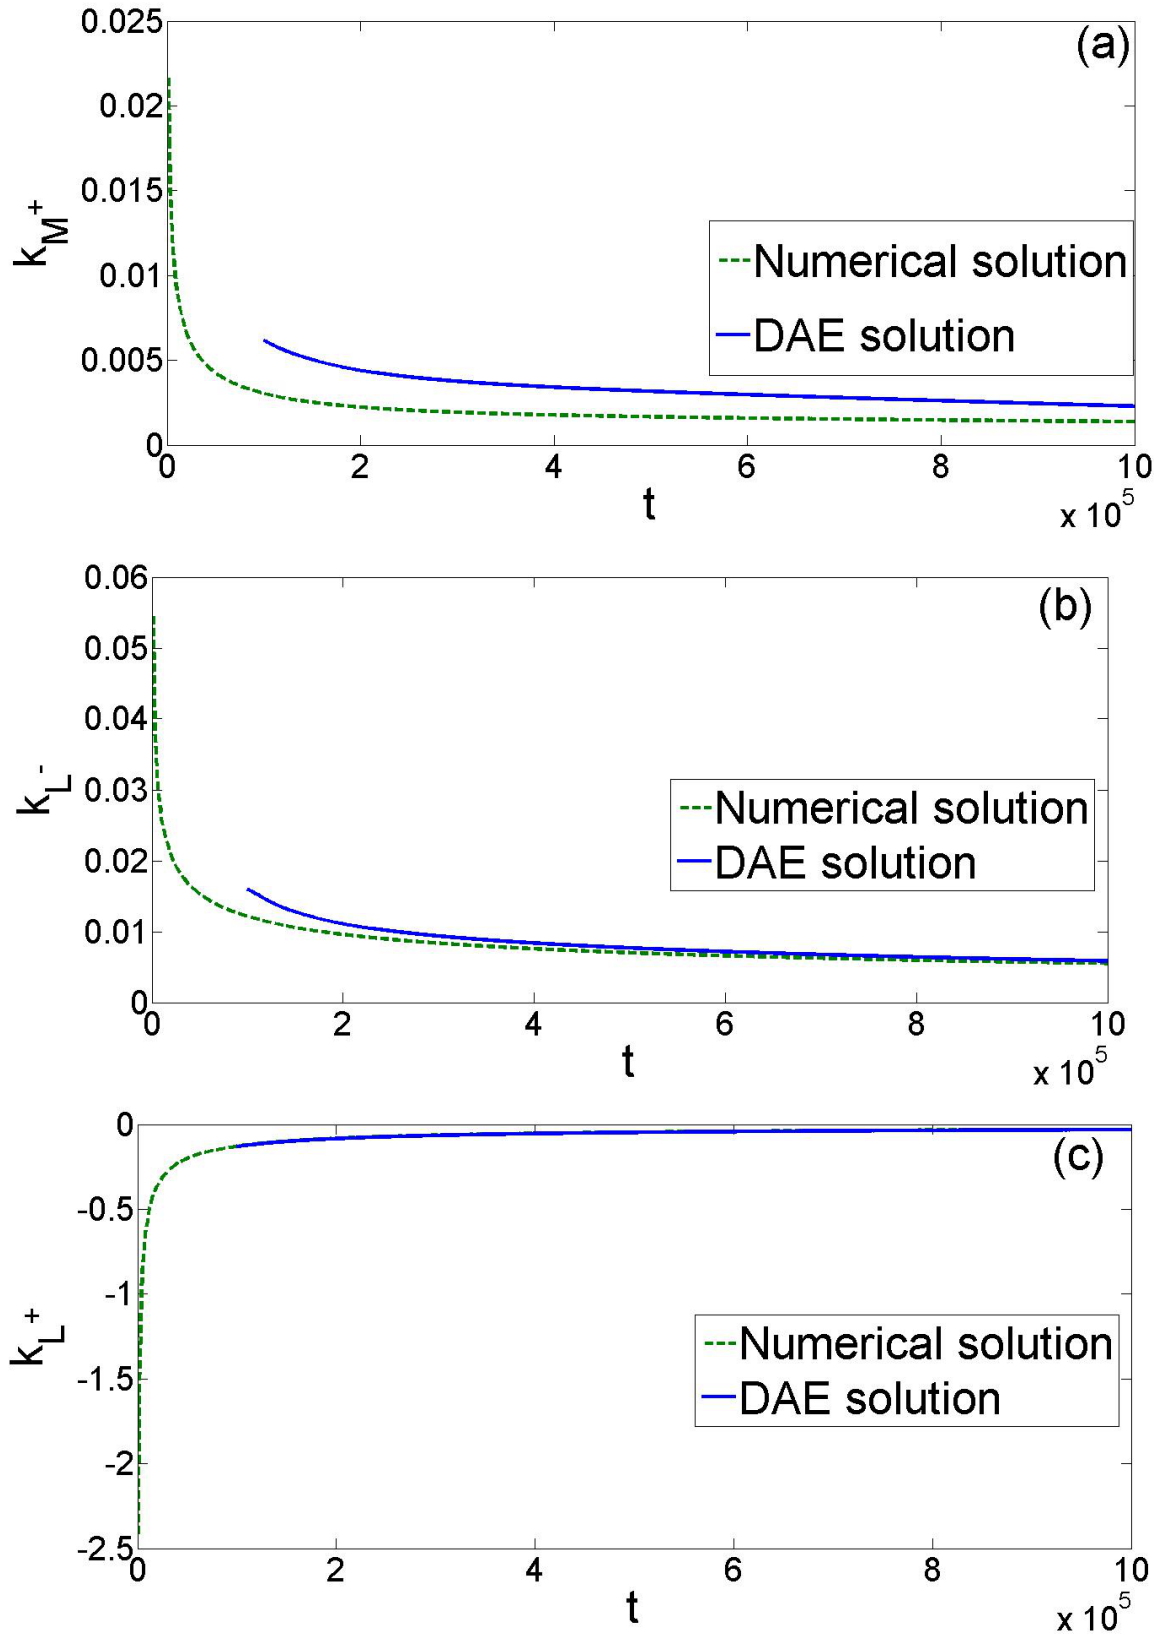 0.025
(a)
0.02
0.015
k_M^+
Numerical solution
0.01
DAE solution
0.005
0
0 2 4 6 8 10
t
x 10^5
0.06
(b)
0.05
0.04
k_L^-
0.03
Numerical solution
0.02
DAE solution
0.01
0
0 2 4 6 8 10
t
x 10^5
0
(c)
-0.5
-1
k_L^+
Numerical solution
-1.5
DAE solution
-2
-2.5
0 2 4 6 8 10
t
x 10^5